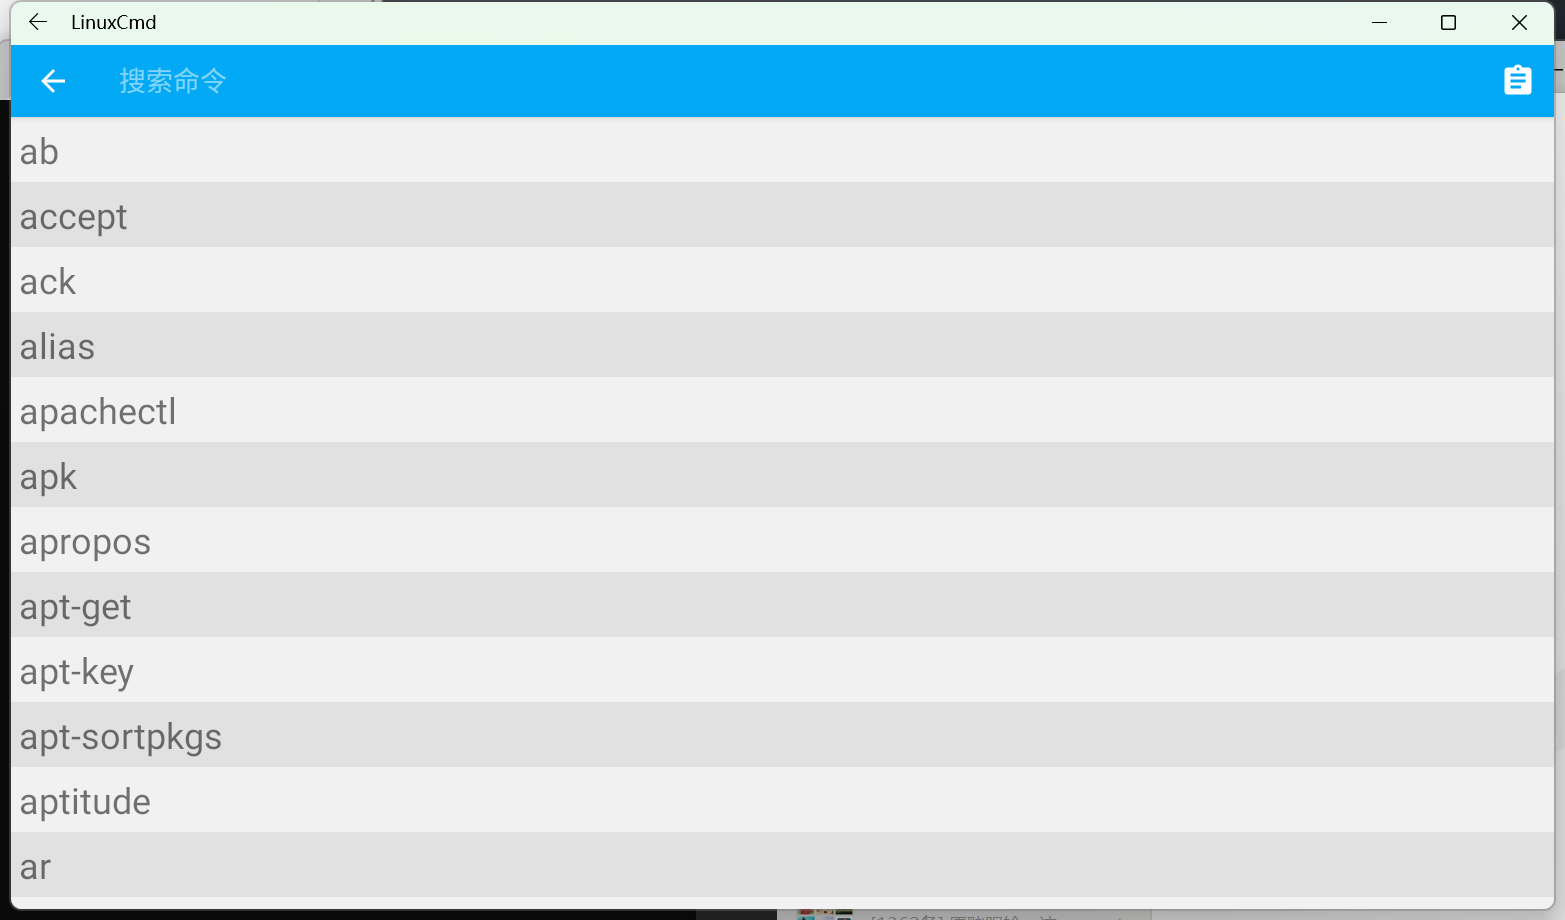 LinuxCmd
搜索命令
ab
accept
ack
alias
apachectl
apk
apropos
apt-get
apt-key
apt-sortpkgs
aptitude
ar